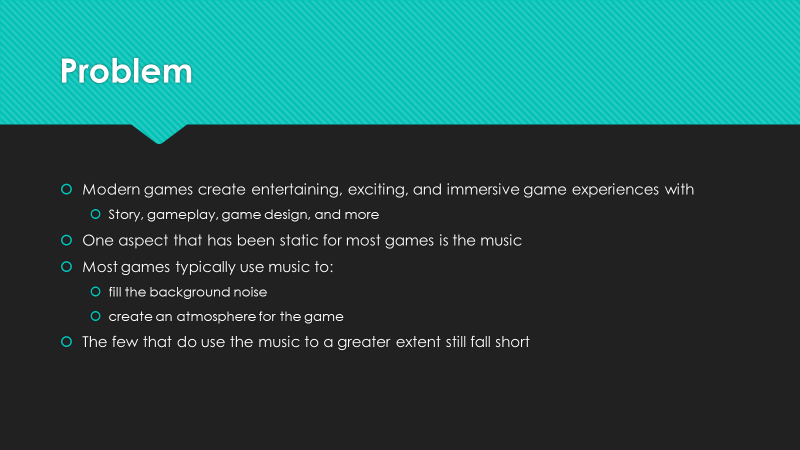 Problem
Modern games create entertaining, exciting, and immersive game experiences with
Story, gameplay, game design, and more
One aspect that has been static for most games is the music
Most games typically use music to:
fill the background noise
create an atmosphere for the game
The few that do use the music to a greater extent still fall short